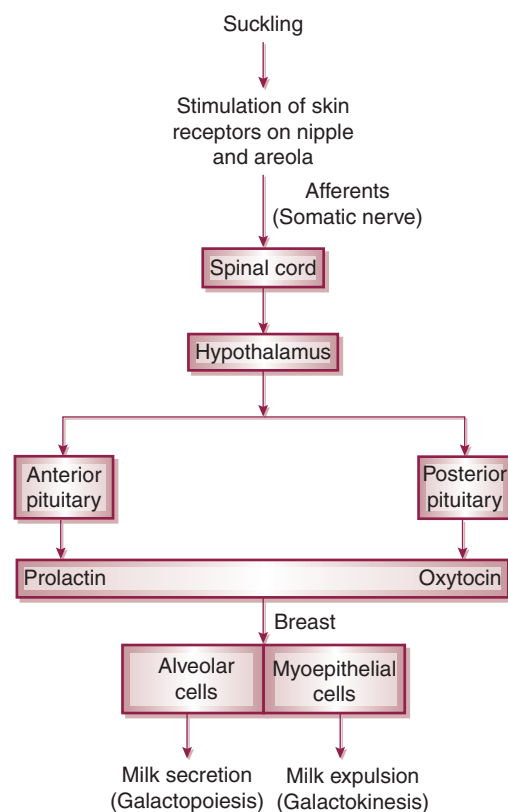 Suckling
Stimulation of skin
receptors on nipple
and areola
Afferents
(Somatic nerve)
Spinal cord
Hypothalamus
Anterior
pituitary
Posterior
pituitary
Prolactin
Oxytocin
Breast
Alveolar
cells
Myoepithelial
cells
Milk secretion
(Galactopoiesis)
Milk expulsion
(Galactokinesis)